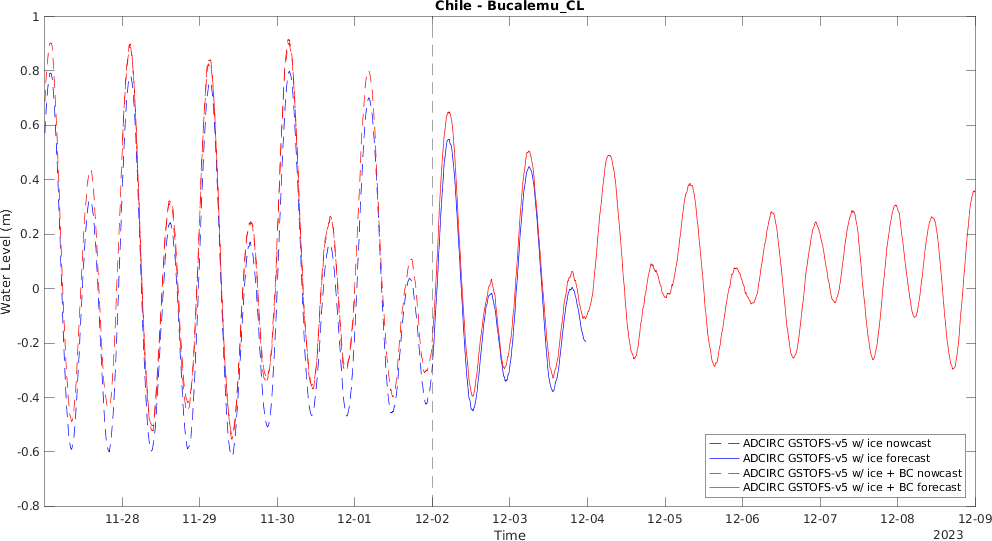 Chile - Bucalemu_CL
Water Level (m)
1
0.8
0.6
0.4
0.2
0
-0.2
-0.4
-0.6
-0.8
ADCIRC GSTOFS-v5 w/ ice nowcast
ADCIRC GSTOFS-v5 w/ ice forecast
ADCIRC GSTOFS-v5 w/ ice + BC nowcast
ADCIRC GSTOFS-v5 w/ ice + BC forecast
11-28 11-29 11-30 12-01 12-02 12-03 12-04 12-05 12-06 12-07 12-08 12-09
Time
2023